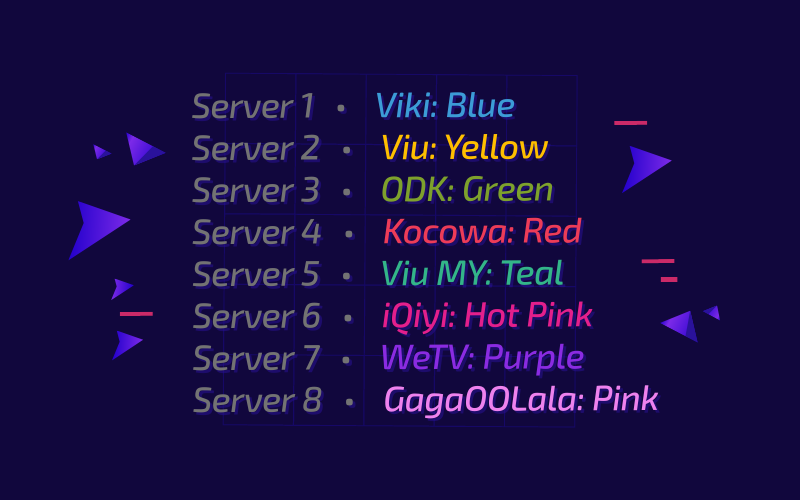 Server 1 • Viki: Blue
Server 2 • Viu: Yellow
Server 3 • ODK: Green
Server 4 • Kocowa: Red
Server 5 • Viu MY: Teal
Server 6 • iQiyi: Hot Pink
Server 7 • WeTV: Purple
Server 8 • GagaOOLala: Pink